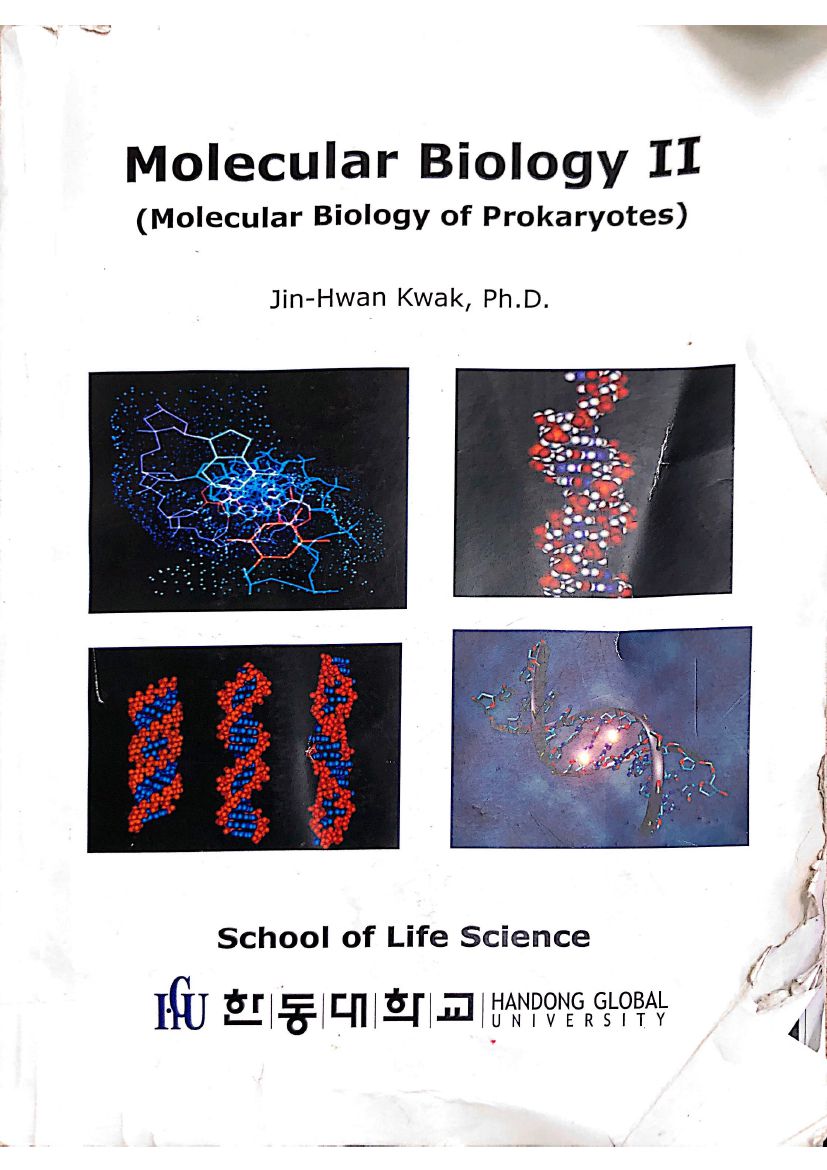 Molecular Biology II
(Molecular Biology of Prokaryotes)
Jin-Hwan Kwak, Ph.D.
School of Life Science
HGU 한동대학교 HANDONG GLOBAL
UNIVERSITY